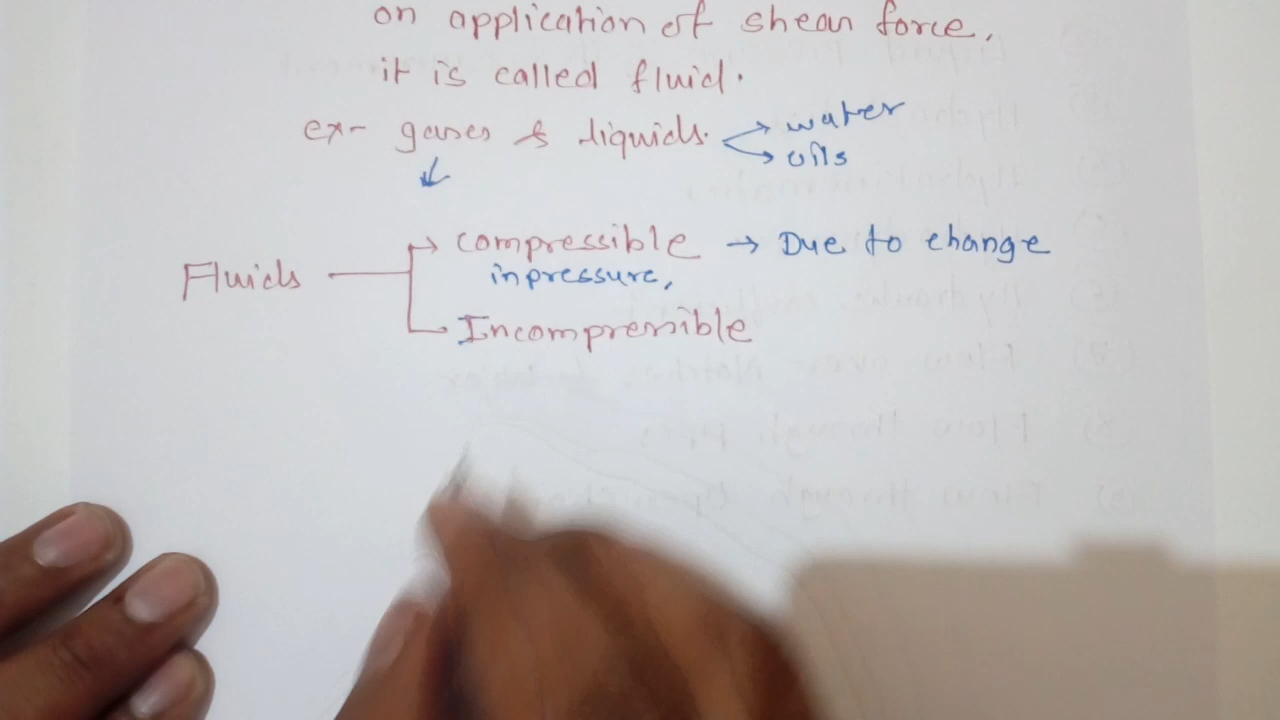 on application of shear force,
it is called fluid.
ex- gases & liquids. → water
→ oils
Fluids → compressible → Due to change
in pressure,
Incompressible